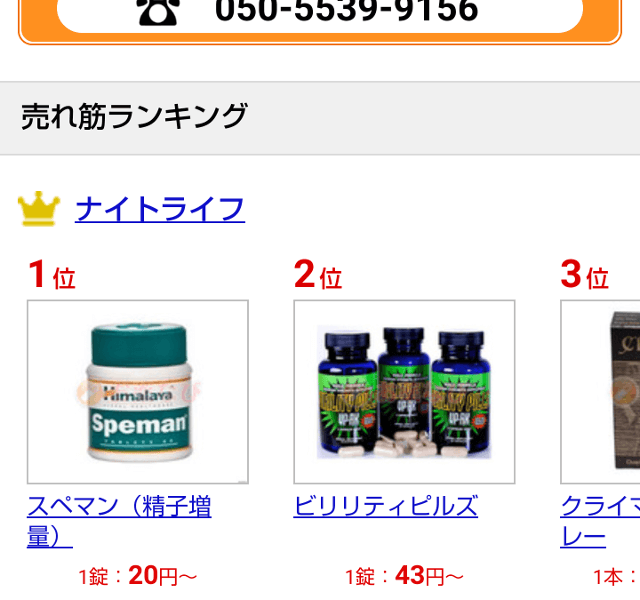 050-5539-9156
売れ筋ランキング
ナイトライフ
1位
2位
3位
Himalaya
Speman
スペマン（精子増
量）
ビリリティピルズ
クライマ
レー
1錠：20円～
1錠：43円～
1本：